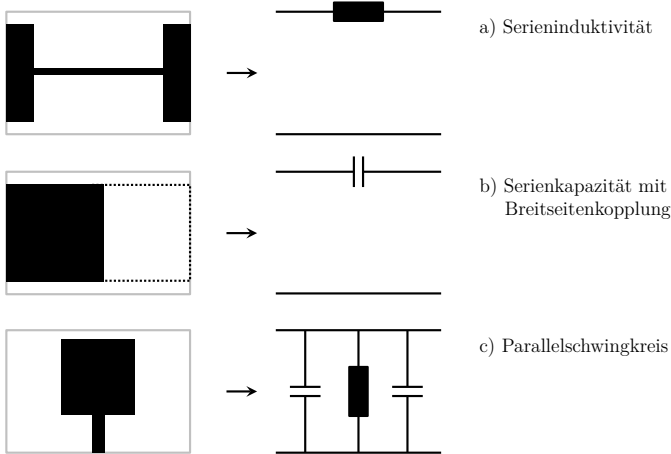 a) Serieninduktivität
b) Serienkapazität mit
Breitseitenkopplung
c) Parallelschwingkreis